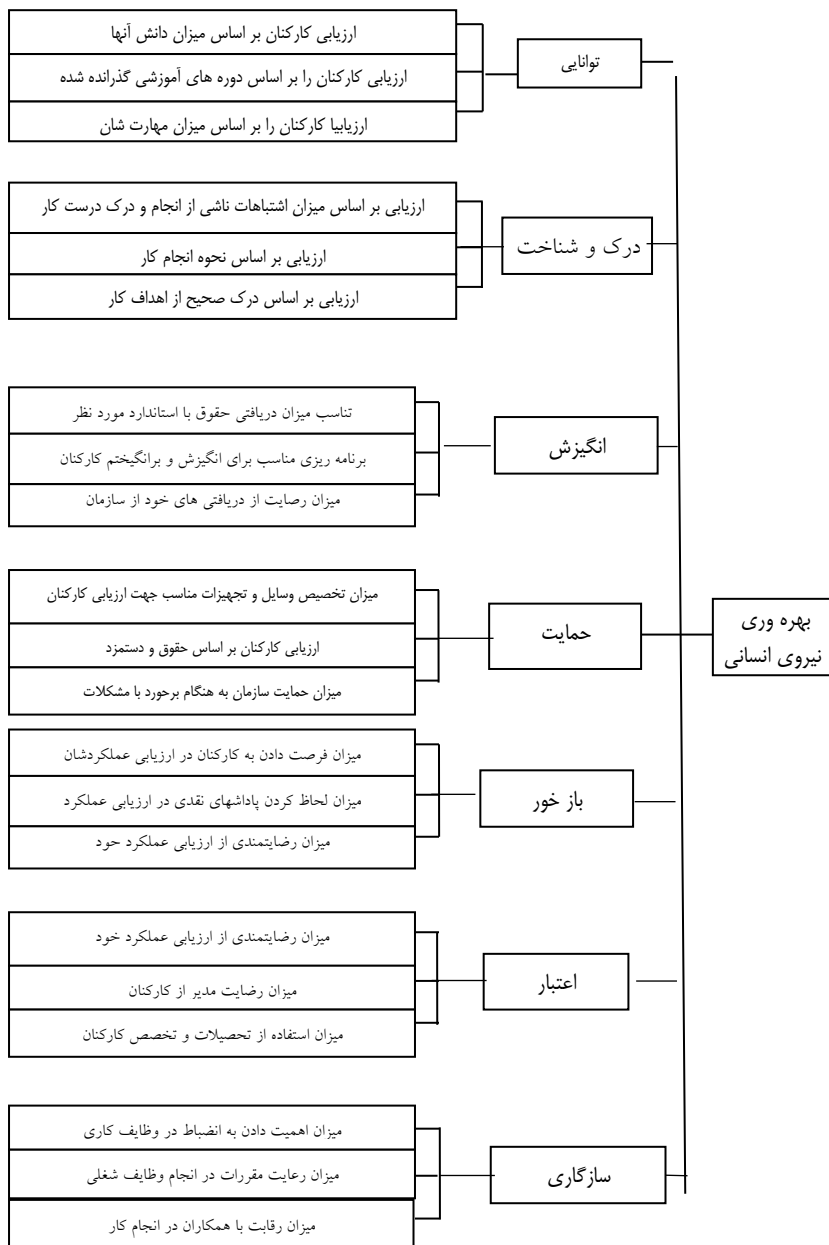 بهره وری
نیروی انسانی
توانایی
ارزیابی کارکنان بر اساس میزان دانش آنها
ارزیابی کارکنان را بر اساس دوره های آموزشی گذرانده شده
ارزیابیا کارکنان را بر اساس میزان مهارت شان
درک و شناخت
ارزیابی بر اساس میزان اشتباهات ناشی از انجام و درک درست کار
ارزیابی بر اساس نحوه انجام کار
ارزیابی بر اساس درک صحیح از اهداف کار
انگیزش
تناسب میزان دریافتی حقوق با استاندارد مورد نظر
برنامه ریزی مناسب برای انگیزش و برانگیختم کارکنان
میزان رصایت از دریافتی های خود از سازمان
حمایت
میزان تخصیص وسایل و تجهیزات مناسب جهت ارزیابی کارکنان
ارزیابی کارکنان بر اساس حقوق و دستمزد
میزان حمایت سازمان به هنگام برحورد با مشکلات
باز خور
میزان فرصت دادن به کارکنان در ارزیابی عملکردشان
میزان لحاظ کردن پاداشهای نقدی در ارزیابی عملکرد
میزان رضایتمندی از ارزیابی عملکرد حود
اعتبار
میزان رضایتمندی از ارزیابی عملکرد خود
میزان رضایت مدیر از کارکنان
میزان استفاده از تحصیلات و تخصص کارکنان
سازگاری
میزان اهمیت دادن به انضباط در وظایف کاری
میزان رعایت مقررات در انجام وظایف شغلی
میزان رقابت با همکاران در انجام کار